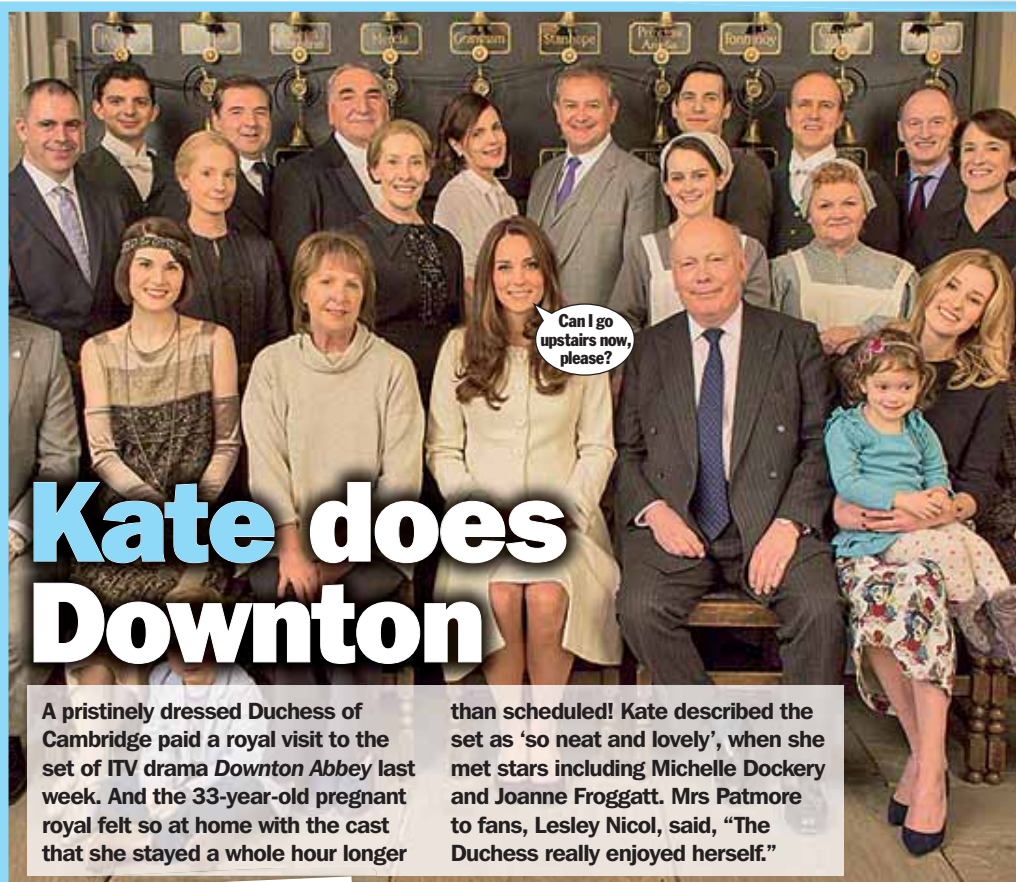 Mercia
Grantham
Stanhope
Princess
Amelia
Can I go
upstairs now,
please?
Kate does
Downton
A pristinely dressed Duchess of
Cambridge paid a royal visit to the
set of ITV drama Downton Abbey last
week. And the 33-year-old pregnant
royal felt so at home with the cast
that she stayed a whole hour longer
than scheduled! Kate described the
set as ‘so neat and lovely’, when she
met stars including Michelle Dockery
and Joanne Froggatt. Mrs Patmore
to fans, Lesley Nicol, said, “The
Duchess really enjoyed herself.”